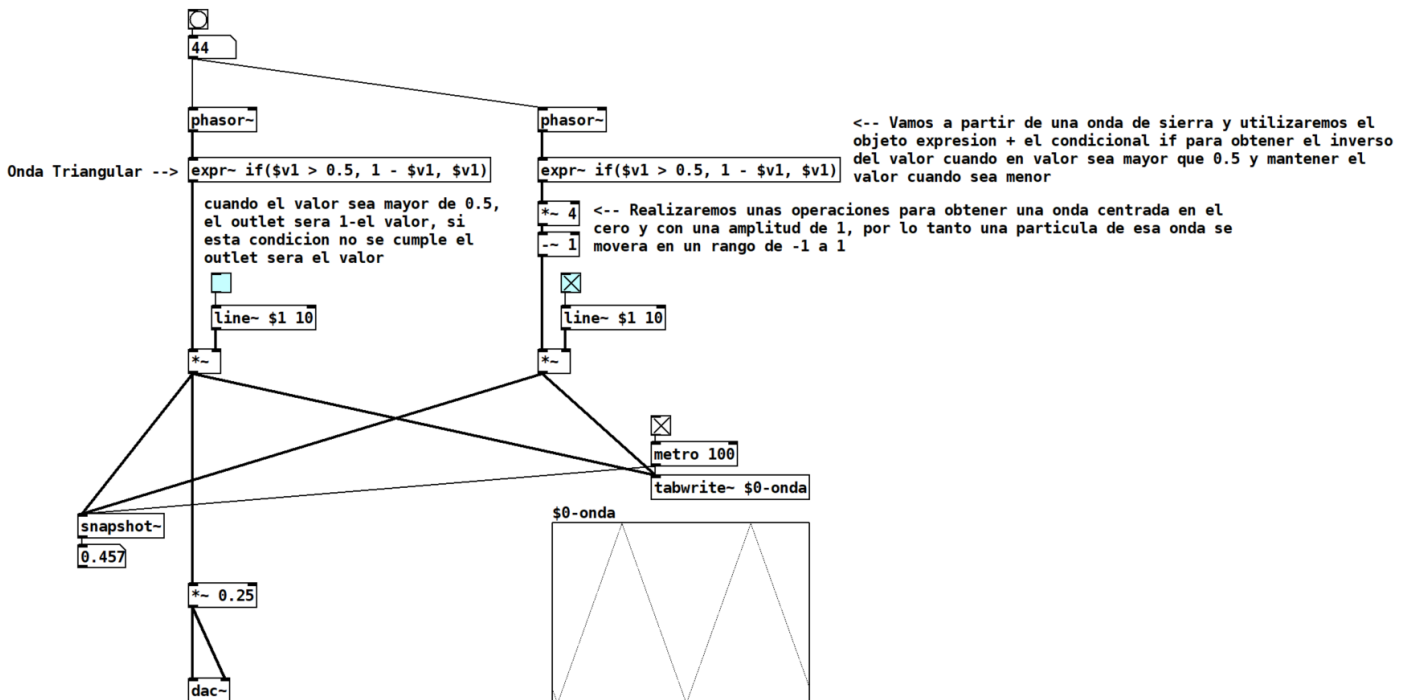 44
phasor~
phasor~
<-- Vamos a partir de una onda de sierra y utilizaremos el
objeto expresion + el condicional if para obtener el inverso
del valor cuando en valor sea mayor que 0.5 y mantener el
valor cuando sea menor
Onda Triangular -->
expr~ if($v1 > 0.5, 1 - $v1, $v1)
expr~ if($v1 > 0.5, 1 - $v1, $v1)
cuando el valor sea mayor de 0.5,
el outlet sera 1-el valor, si
esta condicion no se cumple el
outlet sera el valor
*~ 4
-~ 1
<-- Realizaremos unas operaciones para obtener una onda centrada en el
cero y con una amplitud de 1, por lo tanto una particula de esa onda se
movera en un rango de -1 a 1
line~ $1 10
line~ $1 10
*~
*~
metro 100
tabwrite~ $0-onda
$0-onda
snapshot~
0.457
*~ 0.25
dac~